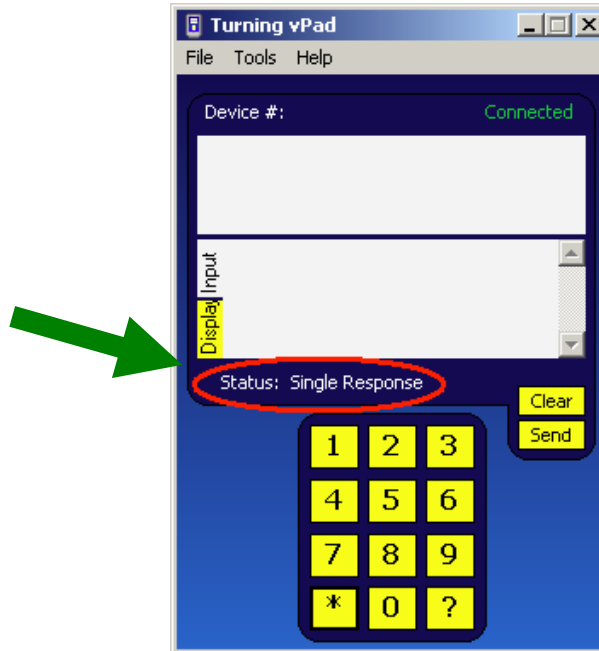 Turning vPad
File Tools Help
Device #: Connected
Input
Display
Status: Single Response
Clear
Send
1 2 3
4 5 6
7 8 9
* 0 ?